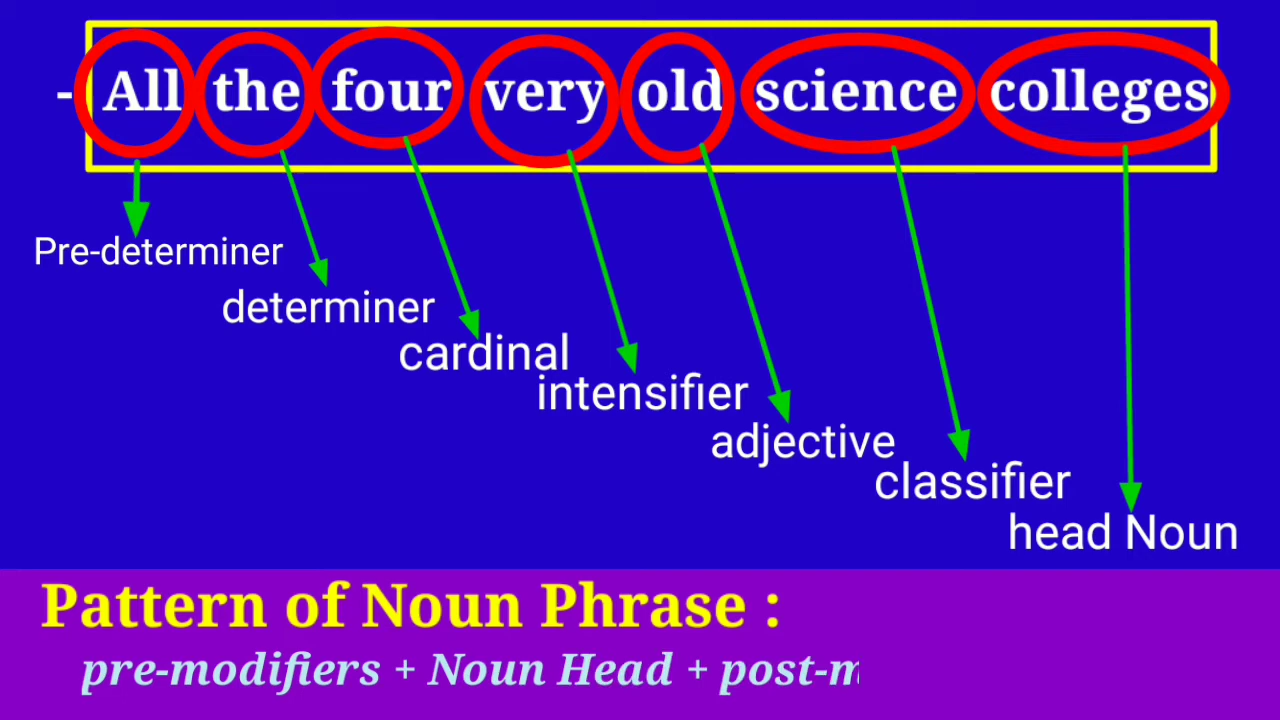 - All the four very old science colleges
Pre-determiner
determiner
cardinal
intensifier
adjective
classifier
head Noun
Pattern of Noun Phrase :
pre-modifiers + Noun Head + post-m